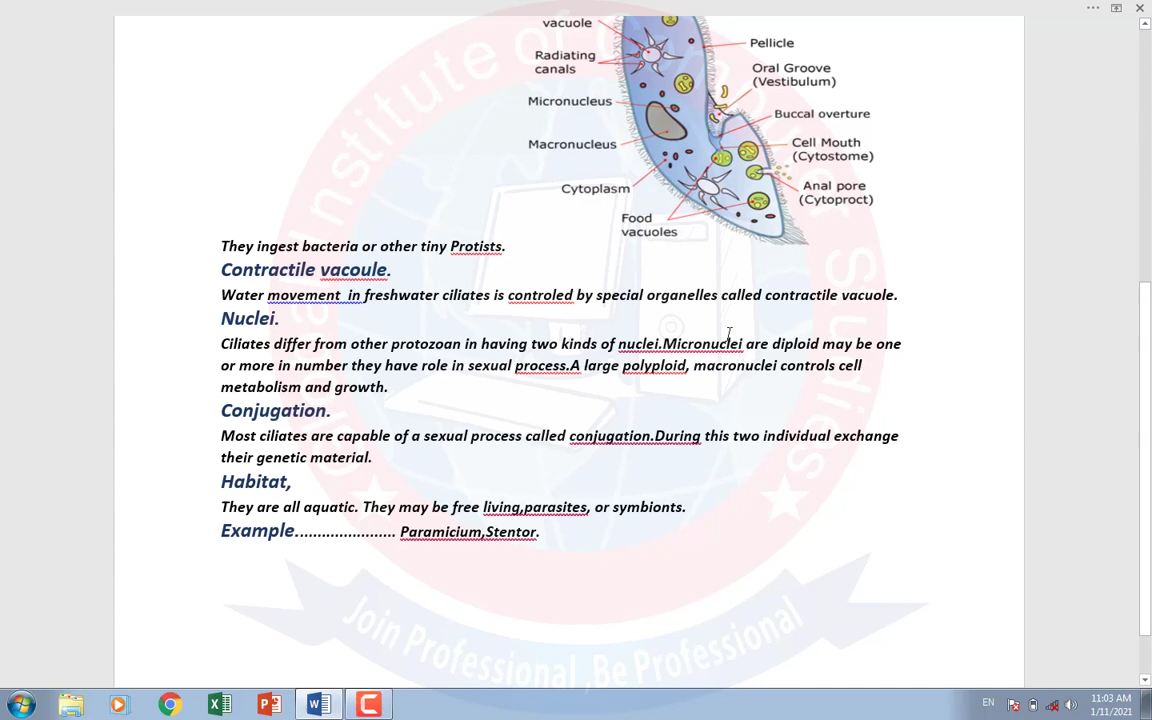 vacuole
Radiating
canals
Micronucleus
Macronucleus
Cytoplasm
Food
vacuoles
Pellicle
Oral Groove
(Vestibulum)
Buccal overture
Cell Mouth
(Cytostome)
Anal pore
(Cytoproct)
They ingest bacteria or other tiny Protists.
Contractile vacoule.
Water movement  in freshwater ciliates is controled by special organelles called contractile vacuole.
Nuclei.
Ciliates differ from other protozoan in having two kinds of nuclei.Micronuclei are diploid may be one
or more in number they have role in sexual process.A large polyploid, macronuclei controls cell
metabolism and growth.
Conjugation.
Most ciliates are capable of a sexual process called conjugation.During this two individual exchange
their genetic material.
Habitat,
They are all aquatic. They may be free living,parasites, or symbionts.
Example...................... Paramicium,Stentor.
Join Professional ,Be Professional
EN
11:03 AM
1/11/2021